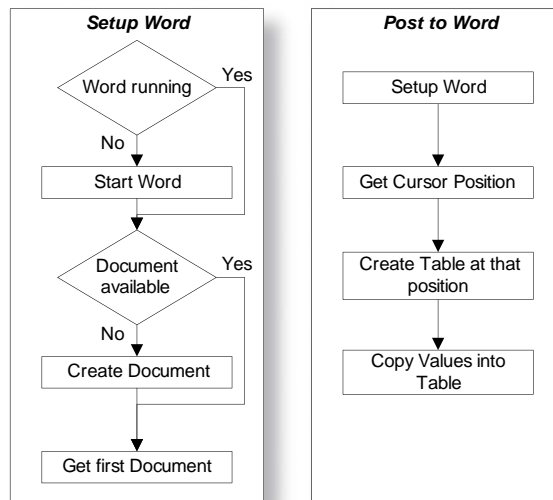 Setup Word
Word running
Yes
No
Start Word
Document
available
Yes
No
Create Document
Get first Document
Post to Word
Setup Word
Get Cursor Position
Create Table at that
position
Copy Values into
Table